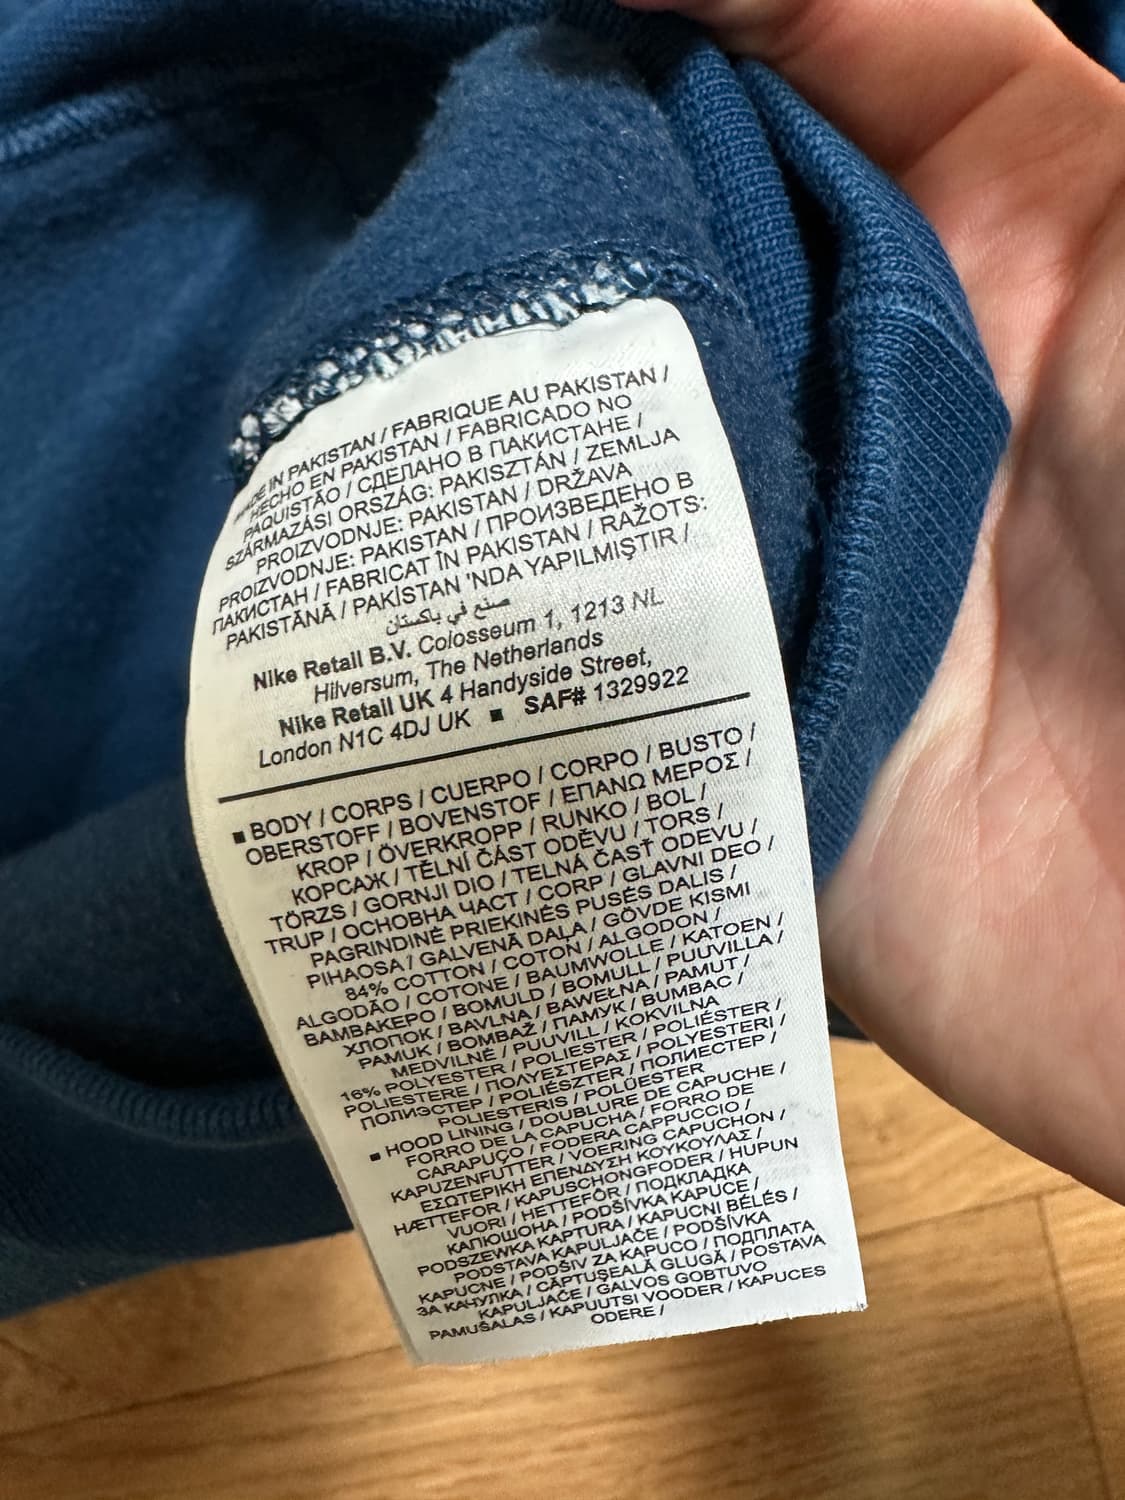 MADE IN PAKISTAN / FABRIQUE AU PAKISTAN /
HECHO EN PAKISTAN / FABRICADO NO
PAQUISTÃO / СДЕЛАНО В ПАКИСТАНЕ /
SZÁRMAZÁSI ORSZÁG: PAKISZTÁN / ZEMLJA
PROIZVODNJE: PAKISTAN / DRŽAVA
PROIZVODNJE: PAKISTAN / ПРОИЗВЕДЕНО В
ПАКИСТАН / FABRICAT ÎN PAKISTAN / RAŽOTS:
PAKISTĀNĀ / PAKİSTAN 'NDA YAPILMIŞTIR /
صنع في باكستان
Nike Retail B.V. Colosseum 1, 1213 NL
Hilversum, The Netherlands
Nike Retail UK 4 Handyside Street,
London N1C 4DJ UK ■ SAF# 1329922
■ BODY / CORPS / CUERPO / CORPO / BUSTO /
OBERSTOFF / BOVENSTOF / ΕΠΑΝΩ ΜΕΡΟΣ /
KROP / ÖVERKROPP / RUNKO / BOL /
КОРСАЖ / TĚLNÍ ČÁST ODĚVU / TORS /
TÖRZS / GORNJI DIO / TELNÁ ČASŤ ODEVU /
TRUP / ОСНОВНА ЧАСТ / CORP / GLAVNI DEO /
PAGRINDINĖ PRIEKINĖS PUSĖS DALIS /
PIHAOSA / GALVENĀ DAĻA / GÖVDE KISMI
84% COTTON / COTON / ALGODON /
ALGODÃO / COTONE / BAUMWOLLE / KATOEN /
ΒΑΜΒΑΚΕΡΟ / BOMULD / BOMULL / PUUVILLA /
ХЛОПОК / BAVLNA / BAWEŁNA / PAMUT /
PAMUK / BOMBAŽ / ПАМУК / BUMBAC /
MEDVILNĖ / PUUVILL / KOKVILNA
16% POLYESTER / POLIESTER / POLIÉSTER /
POLIESTERE / ΠΟΛΥΕΣΤΕΡΑΣ / POLYESTERI /
ПОЛИЭСТЕР / POLIÉSZTER / ПОЛИЕСТЕР /
POLIESTERIS / POLÜESTER
■ HOOD LINING / DOUBLURE DE CAPUCHE /
FORRO DE LA CAPUCHA / FORRO DE
CARAPUÇO / FODERA CAPPUCCIO /
KAPUZENFUTTER / VOERING CAPUCHON /
ΕΣΩΤΕΡΙΚΗ ΕΠΕΝΔΥΣΗ ΚΟΥΚΟΥΛΑΣ /
HÆTTEFOR / KAPUSCHONGFODER / HUPUN
VUORI / HETTEFÔR / ПОДКЛАДКА
КАПЮШОНА / PODŠÍVKA KAPUCE /
PODSZEWKA KAPTURA / KAPUCNI BÉLÉS /
PODSTAVA KAPULJAČE / PODŠÍVKA
KAPUCNE / PODŠIV ZA KAPUCO / ПОДПЛАТА
ЗА КАЧУЛКА / CĂPTUŞEALĂ GLUGĂ / POSTAVA
KAPULJAČE / GALVOS GOBTUVO
PAMUŠALAS / KAPUUTSI VOODER / KAPUCES
ODERE /